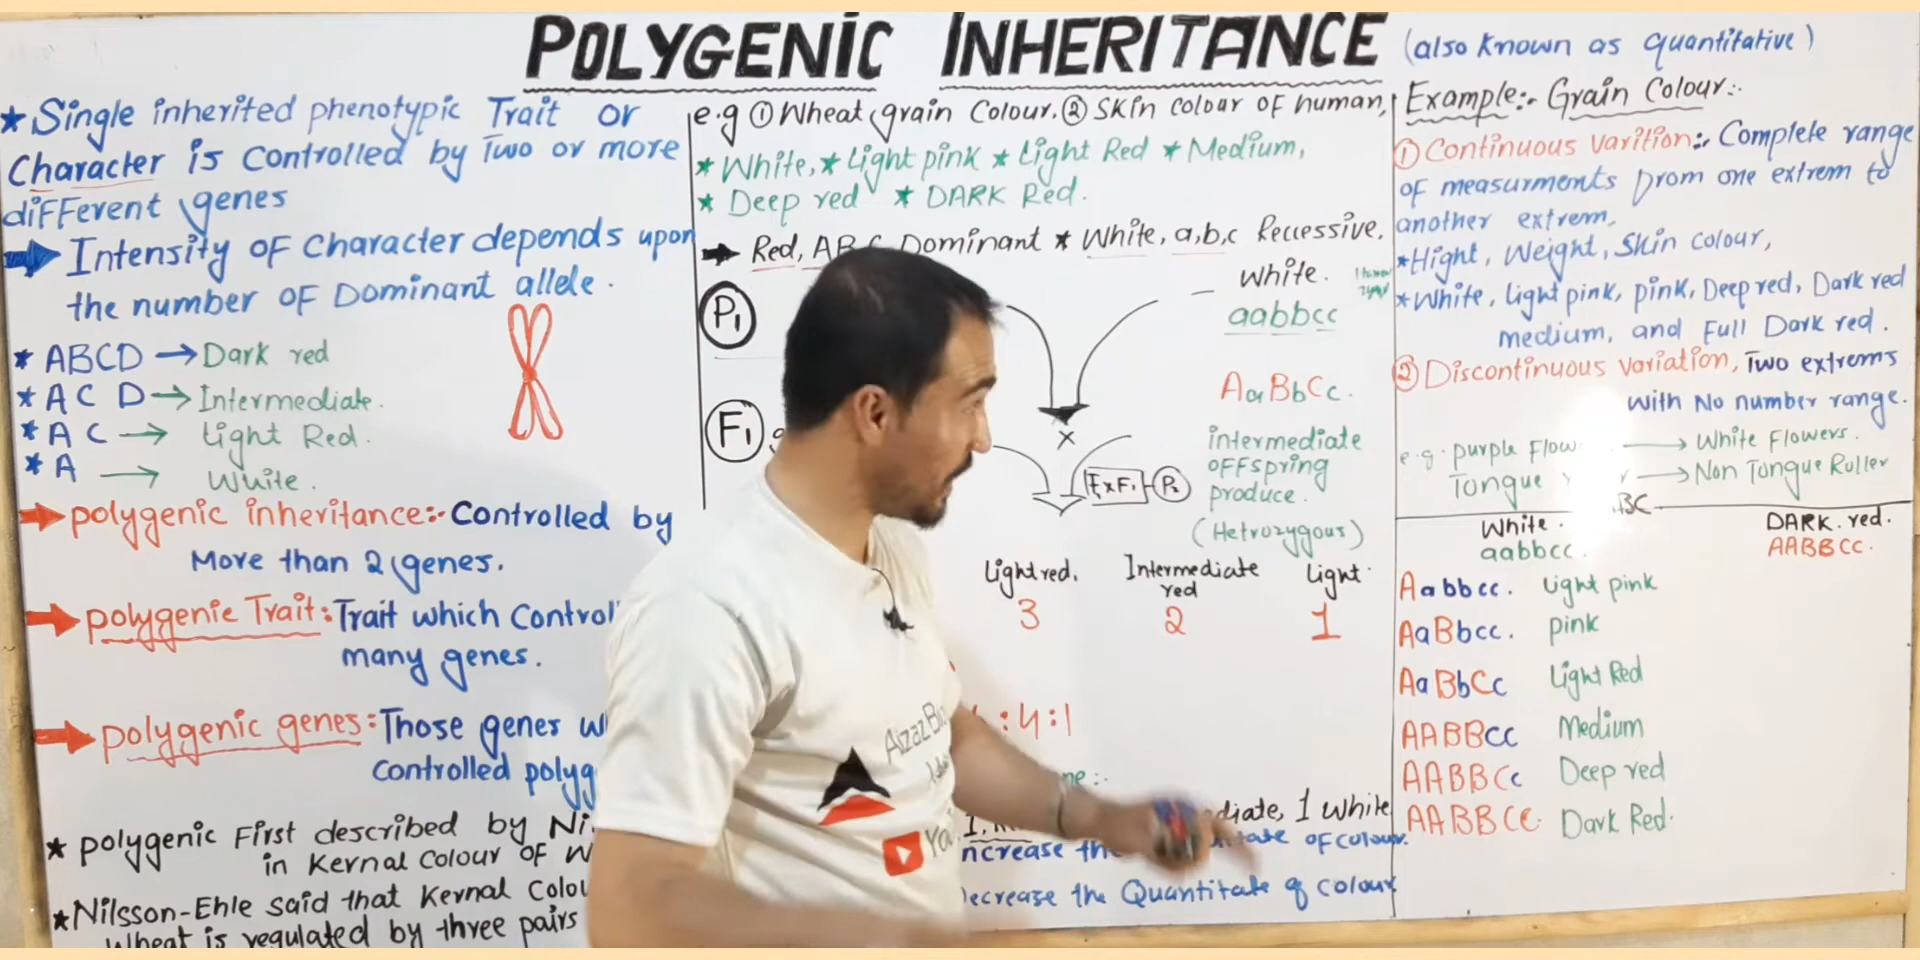 POLYGENIC INHERITANCE (also known as quantitative)
★ Single inherited phenotypic Trait or
Character is controlled by Two or more
different genes
Intensity of character depends upon
the number of Dominant allele.
★ ABCD → Dark red
★ A C D → Intermediate.
★ A C → Light Red.
★ A → White.
polygenic inheritance:- Controlled by
More than 2 genes.
polygenic Trait: Trait which control
many genes.
polygenic genes: Those genes
controlled
★ polygenic First described by
in Kernal colour of
★ Nilsson-Ehle said that Kernal
Wheat is regulated by three pairs
e.g ① Wheat grain Colour. ② Skin colour of human,
★ White, ★ Light pink ★ Light Red ★ Medium,
★ Deep red ★ DARK Red.
Red, ABC Dominant ★ White, a,b,c Reccessive.
P1
White.
aabbcc
F1
×
AaBbCc.
intermediate
OFFspring
produce.
(Hetrozygous)
F1×F1 P2
Light red. Intermediate red Light
3 2 1
:4:1
1 White
the of colour.
the Quantitate of colour
Example:- Grain Colour:-
① Continuous varition:- Complete range
of measurments from one extrem to
another extrem.
★ Hight, Weight, Skin colour,
★ White, Light pink, pink, Deep red, Dark red
medium, and Full Dark red.
② Discontinuous variation, Two extrems
with No number range.
e.g. purple → White Flowers.
Tongue → Non Tongue Ruller
White. DARK. red.
aabbcc AABBCC.
Aabbcc. Light pink
AaBbcc. pink
AaBbCc Light Red
AABBcc Medium
AABBCc Deep red
AABBCC Dark Red.